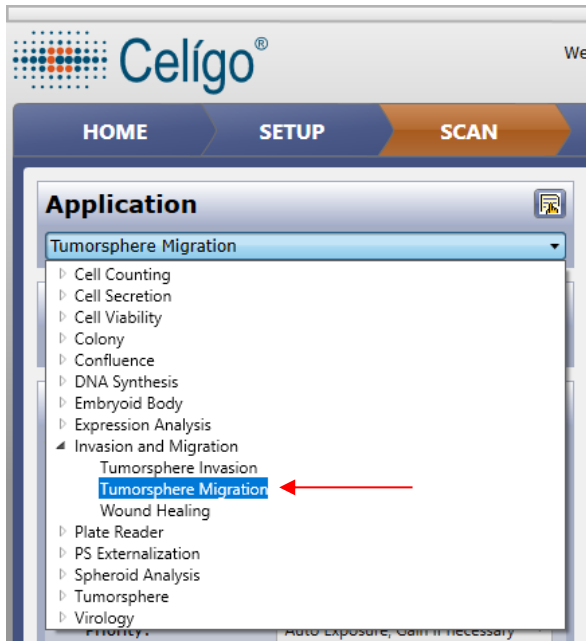 Celígo®
We
HOME
SETUP
SCAN
Application
Tumorsphere Migration
Cell Counting
Cell Secretion
Cell Viability
Colony
Confluence
DNA Synthesis
Embryoid Body
Expression Analysis
Invasion and Migration
Tumorsphere Invasion
Tumorsphere Migration
Wound Healing
Plate Reader
PS Externalization
Spheroid Analysis
Tumorsphere
Virology
Priority: Auto Exposure, Gain if necessary